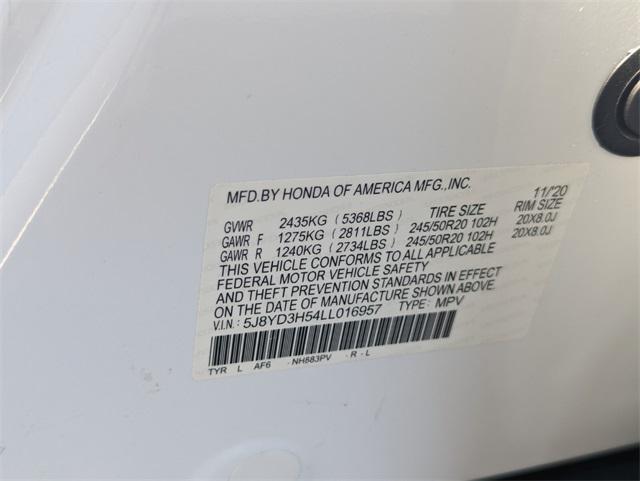 MFD.BY HONDA OF AMERICA MFG.,INC. 11/'20
GVWR 2435KG (5368LBS) TIRE SIZE RIM SIZE
GAWR F 1275KG (2811LBS) 245/50R20 102H 20X8.0J
GAWR R 1240KG (2734LBS) 245/50R20 102H 20X8.0J
THIS VEHICLE CONFORMS TO ALL APPLICABLE
FEDERAL MOTOR VEHICLE SAFETY
AND THEFT PREVENTION STANDARDS IN EFFECT
ON THE DATE OF MANUFACTURE SHOWN ABOVE.
V.I.N: 5J8YD3H54LL016957 TYPE: MPV
TYR L AF6 -NH883PV -R-L